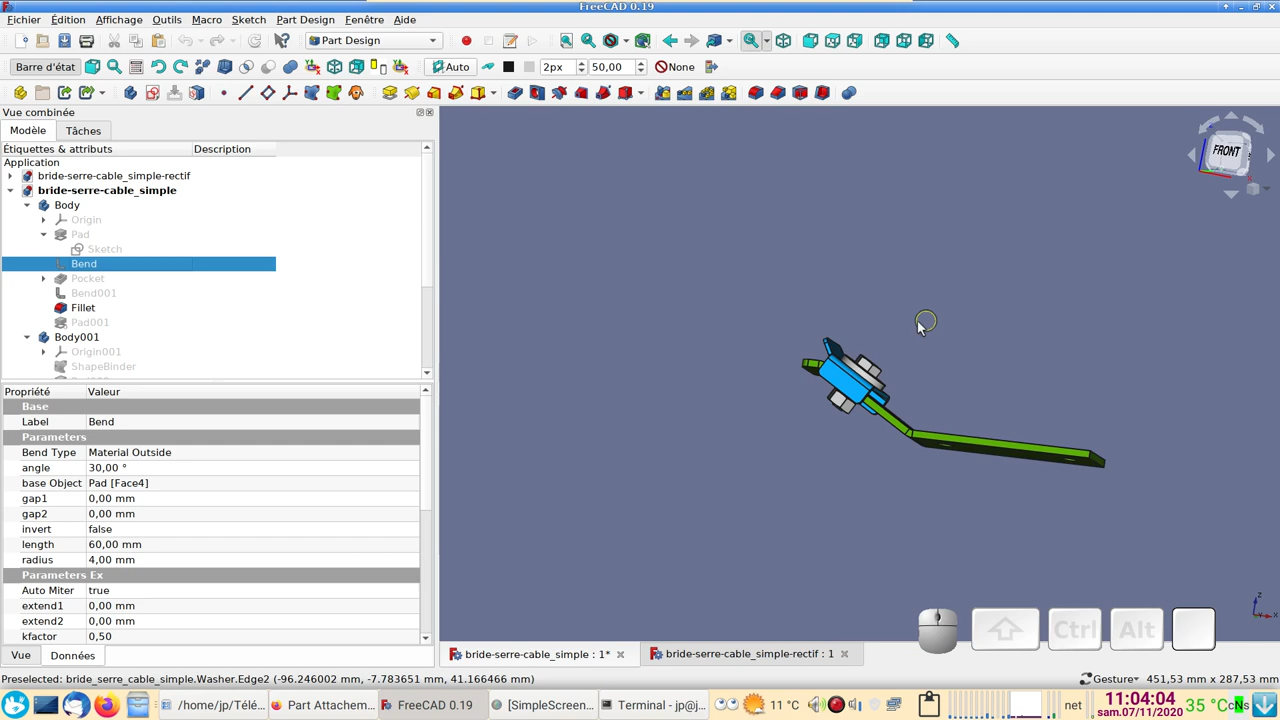 FreeCAD 0.19
Fichier Édition Affichage Outils Macro Sketch Part Design Fenêtre Aide
Part Design
Barre d'état Auto 2px 50,00 None
Vue combinée
Modèle Tâches
Étiquettes & attributs Description
Application
bride-serre-cable_simple-rectif
bride-serre-cable_simple
Body
Origin
Pad
Sketch
Bend
Pocket
Bend001
Fillet
Pad001
Body001
Origin001
ShapeBinder
Propriété Valeur
Base
Label Bend
Parameters
Bend Type Material Outside
angle 30,00 °
base Object Pad [Face4]
gap1 0,00 mm
gap2 0,00 mm
invert false
length 60,00 mm
radius 4,00 mm
Parameters Ex
Auto Miter true
extend1 0,00 mm
extend2 0,00 mm
kfactor 0,50
Vue Données
FRONT
Z
X
Ctrl Alt
bride-serre-cable_simple : 1* bride-serre-cable_simple-rectif : 1
Preselected: bride_serre_cable_simple.Washer.Edge2 (-96.246002 mm, -7.783651 mm, 41.166466 mm) Gesture 451,53 mm x 287,53 mm
/home/jp/Télé... Part Attachem... FreeCAD 0.19 [SimpleScreen... Terminal - jp@j... 11 °C net 11:04:04 sam.07/11/2020 35 °C